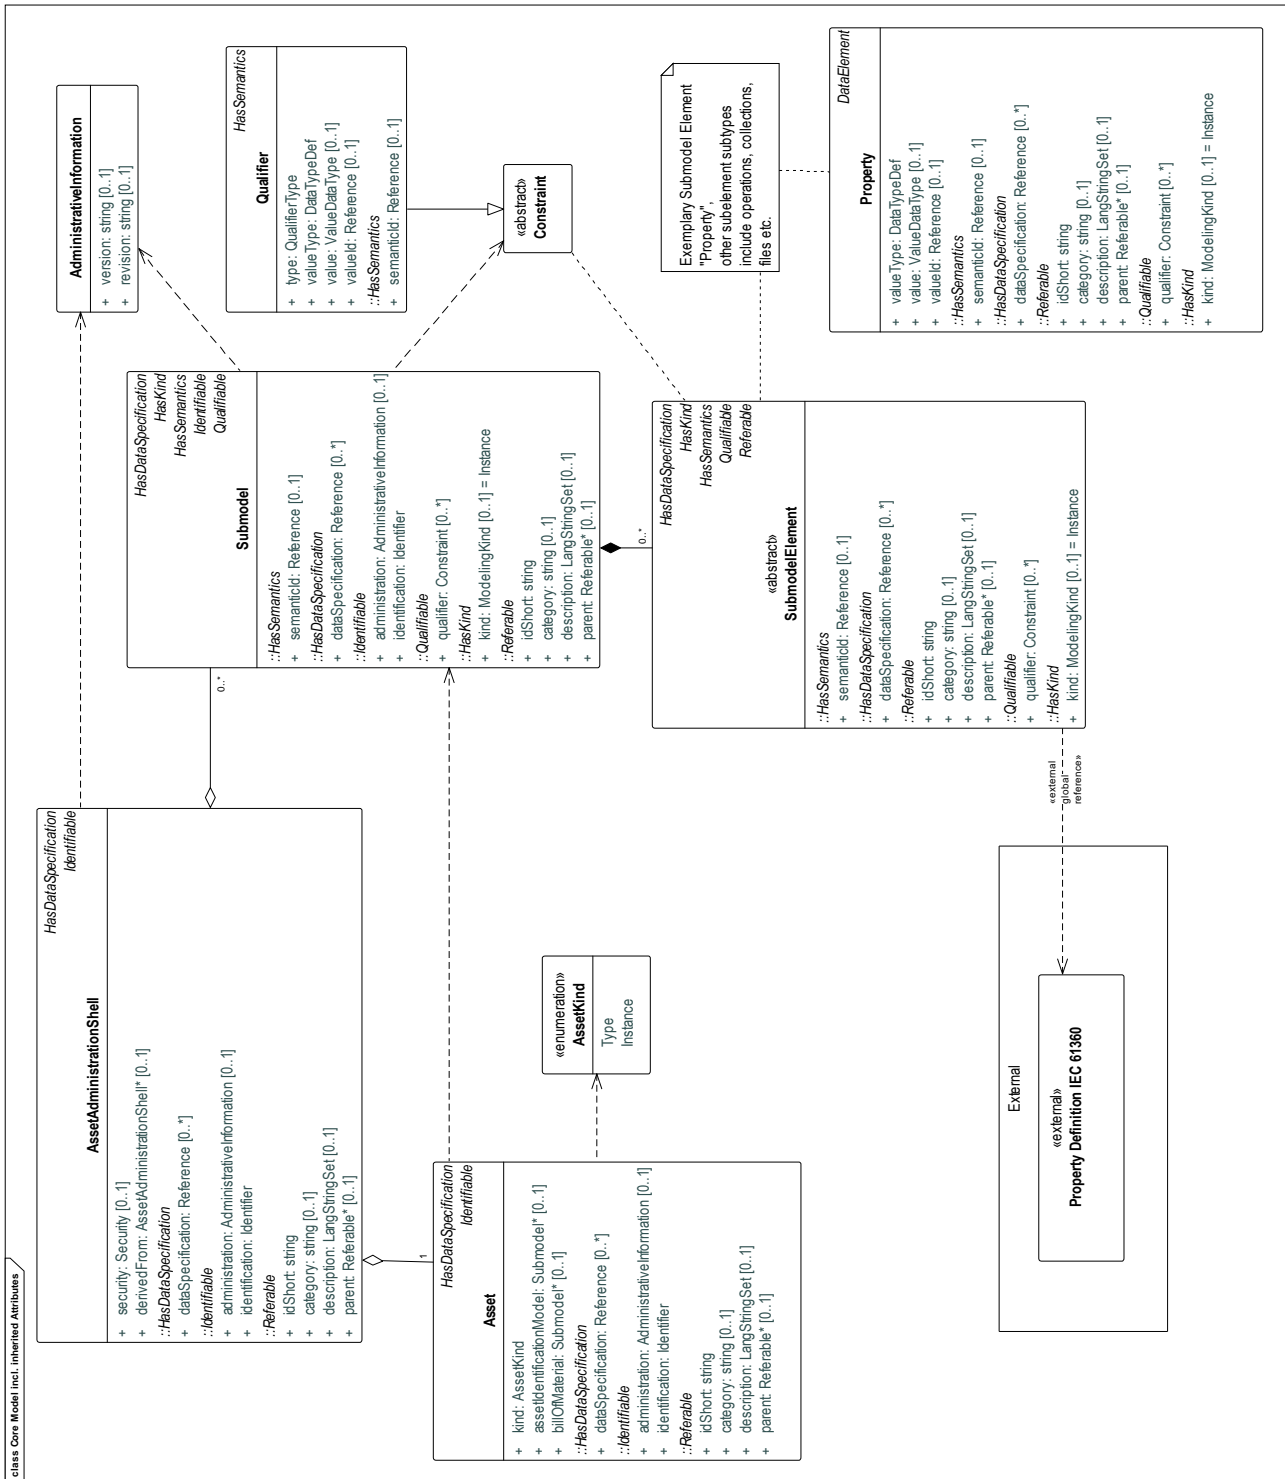 class Core Model incl. inherited Attributes
HasDataSpecification
Identifiable
AssetAdministrationShell
+ security: Security [0..1]
+ derivedFrom: AssetAdministrationShell* [0..1]
::HasDataSpecification
+ dataSpecification: Reference [0..*]
::Identifiable
+ administration: AdministrativeInformation [0..1]
+ identification: Identifier
::Referable
+ idShort: string
+ category: string [0..1]
+ description: LangStringSet [0..1]
+ parent: Referable* [0..1]
AdministrativeInformation
+ version: string [0..1]
+ revision: string [0..1]
HasDataSpecification
HasKind
HasSemantics
Identifiable
Qualifiable
Submodel
::HasSemantics
+ semanticId: Reference [0..1]
::HasDataSpecification
+ dataSpecification: Reference [0..*]
::Identifiable
+ administration: AdministrativeInformation [0..1]
+ identification: Identifier
::Qualifiable
+ qualifier: Constraint [0..*]
::HasKind
+ kind: ModelingKind [0..1] = Instance
::Referable
+ idShort: string
+ category: string [0..1]
+ description: LangStringSet [0..1]
+ parent: Referable* [0..1]
0..*
HasSemantics
Qualifier
+ type: QualifierType
+ valueType: DataTypeDef
+ value: ValueDataType [0..1]
+ valueId: Reference [0..1]
::HasSemantics
+ semanticId: Reference [0..1]
«abstract»
Constraint
1
HasDataSpecification
Identifiable
Asset
+ kind: AssetKind
+ assetIdentificationModel: Submodel* [0..1]
+ billOfMaterial: Submodel* [0..1]
::HasDataSpecification
+ dataSpecification: Reference [0..*]
::Identifiable
+ administration: AdministrativeInformation [0..1]
+ identification: Identifier
::Referable
+ idShort: string
+ category: string [0..1]
+ description: LangStringSet [0..1]
+ parent: Referable* [0..1]
«enumeration»
AssetKind
Type
Instance
0..*
HasDataSpecification
HasKind
HasSemantics
Qualifiable
Referable
«abstract»
SubmodelElement
::HasSemantics
+ semanticId: Reference [0..1]
::HasDataSpecification
+ dataSpecification: Reference [0..*]
::Referable
+ idShort: string
+ category: string [0..1]
+ description: LangStringSet [0..1]
+ parent: Referable* [0..1]
::Qualifiable
+ qualifier: Constraint [0..*]
::HasKind
+ kind: ModelingKind [0..1] = Instance
Exemplary Submodel Element
"Property",
other subelement subtypes
include operations, collections,
files etc.
DataElement
Property
+ valueType: DataTypeDef
+ value: ValueDataType [0..1]
+ valueId: Reference [0..1]
::HasSemantics
+ semanticId: Reference [0..1]
::HasDataSpecification
+ dataSpecification: Reference [0..*]
::Referable
+ idShort: string
+ category: string [0..1]
+ description: LangStringSet [0..1]
+ parent: Referable* [0..1]
::Qualifiable
+ qualifier: Constraint [0..*]
::HasKind
+ kind: ModelingKind [0..1] = Instance
«external
global
reference»
External
«external»
Property Definition IEC 61360